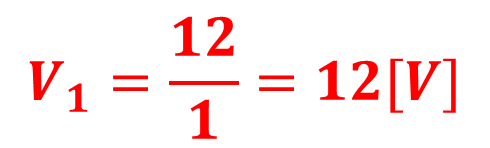 V₁ = 12/1 = 12[V]